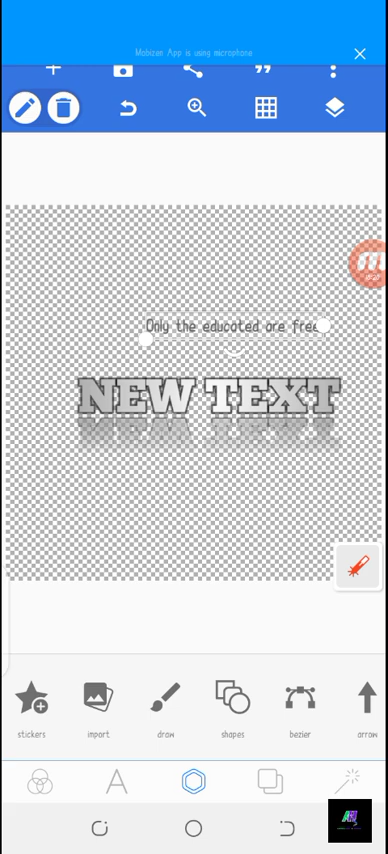 Mobizen App is using microphone
Only the educated are free
NEW TEXT
stickers
import
draw
shapes
bezier
arrow